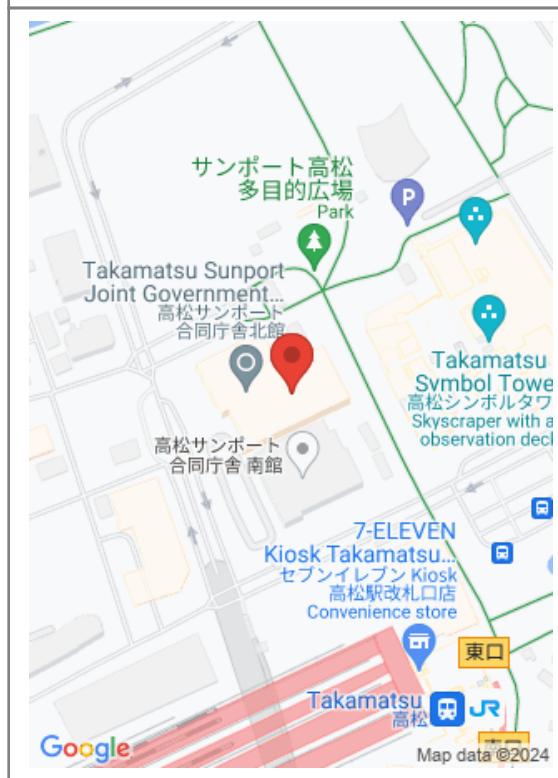 サンポート高松
多目的広場
Park
P
Takamatsu Sunport
Joint Government...
高松サンポート
合同庁舎北館
Takamatsu
Symbol Towe
高松シンボルタワ
Skyscraper with a
observation deck
高松サンポート
合同庁舎 南館
7-ELEVEN
Kiosk Takamatsu...
セブンイレブン Kiosk
高松駅改札口店
Convenience store
東口
Takamatsu
高松
JR
Google
Map data ©2024